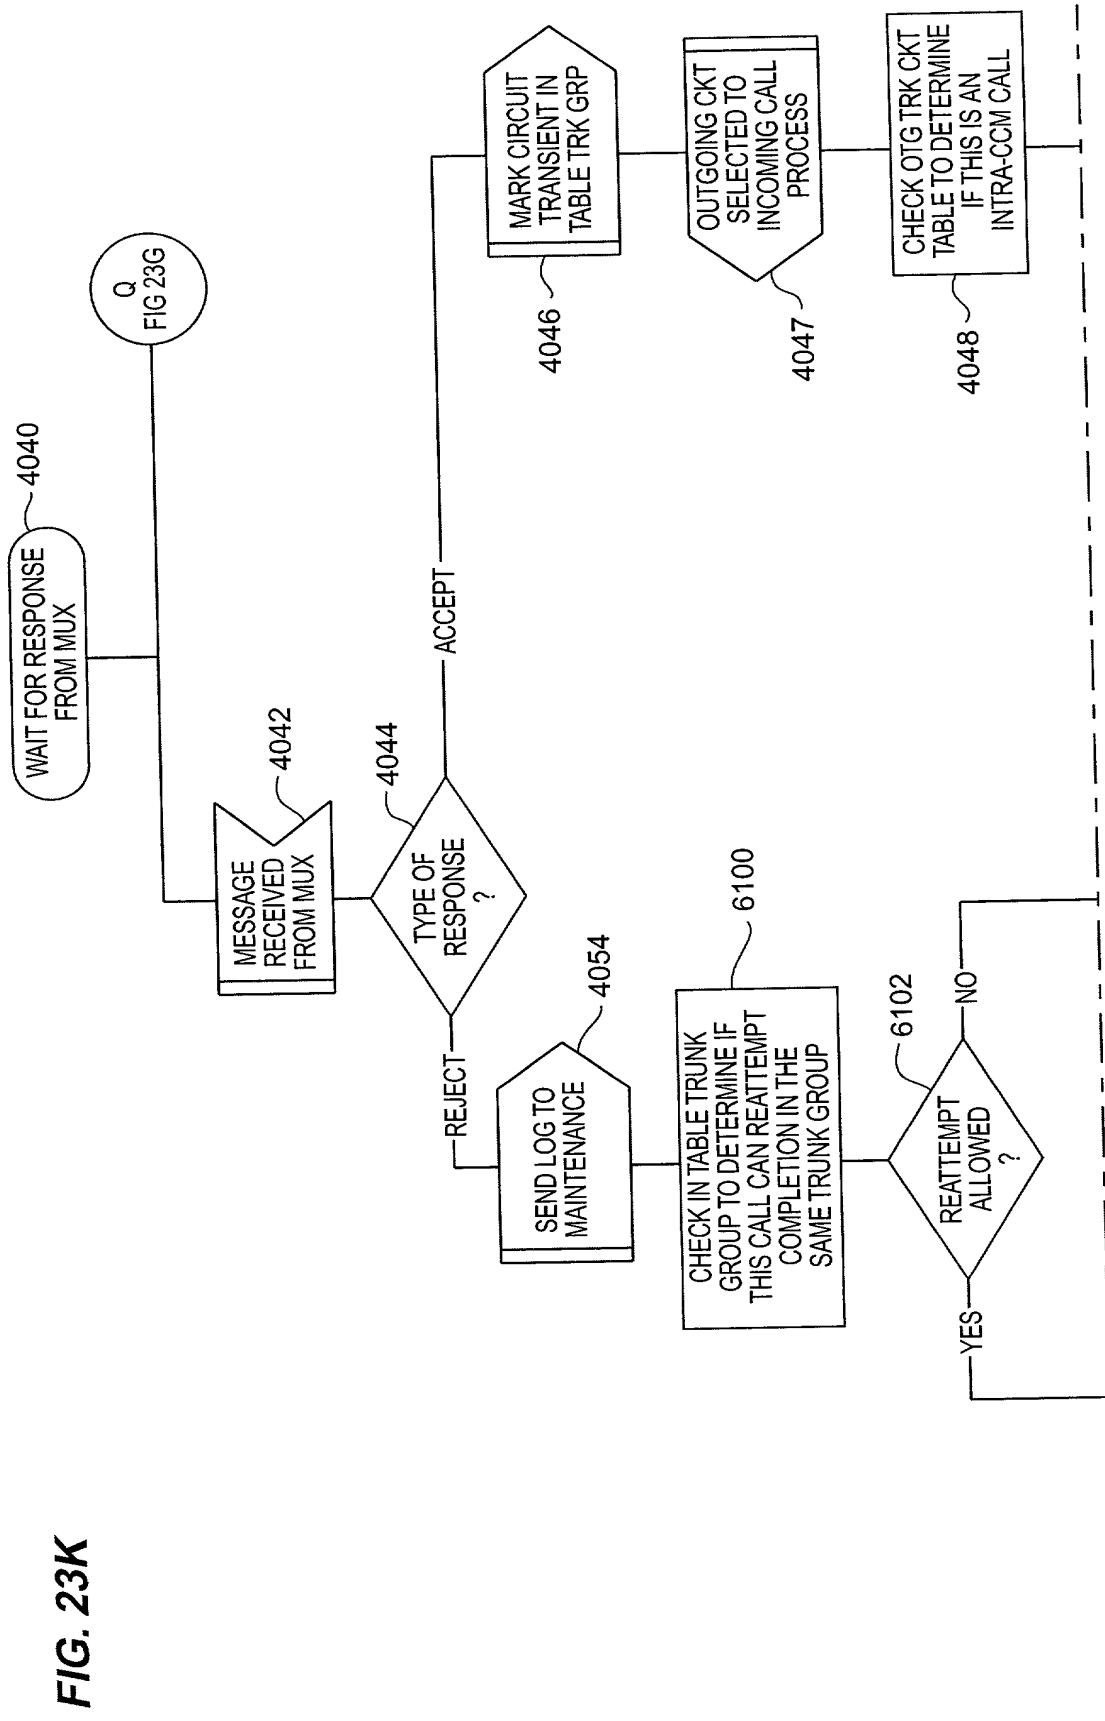 FIG. 23K
WAIT FOR RESPONSE
FROM MUX
4040
Q
FIG 23G
MESSAGE
RECEIVED
FROM MUX
4042
TYPE OF
RESPONSE
?
4044
REJECT
ACCEPT
SEND LOG TO
MAINTENANCE
4054
CHECK IN TABLE TRUNK
GROUP TO DETERMINE IF
THIS CALL CAN REATTEMPT
COMPLETION IN THE
SAME TRUNK GROUP
6100
REATTEMPT
ALLOWED
?
6102
YES
NO
MARK CIRCUIT
TRANSIENT IN
TABLE TRK GRP
4046
OUTGOING CKT
SELECTED TO
INCOMING CALL
PROCESS
4047
CHECK OTG TRK CKT
TABLE TO DETERMINE
IF THIS IS AN
INTRA-CCM CALL
4048